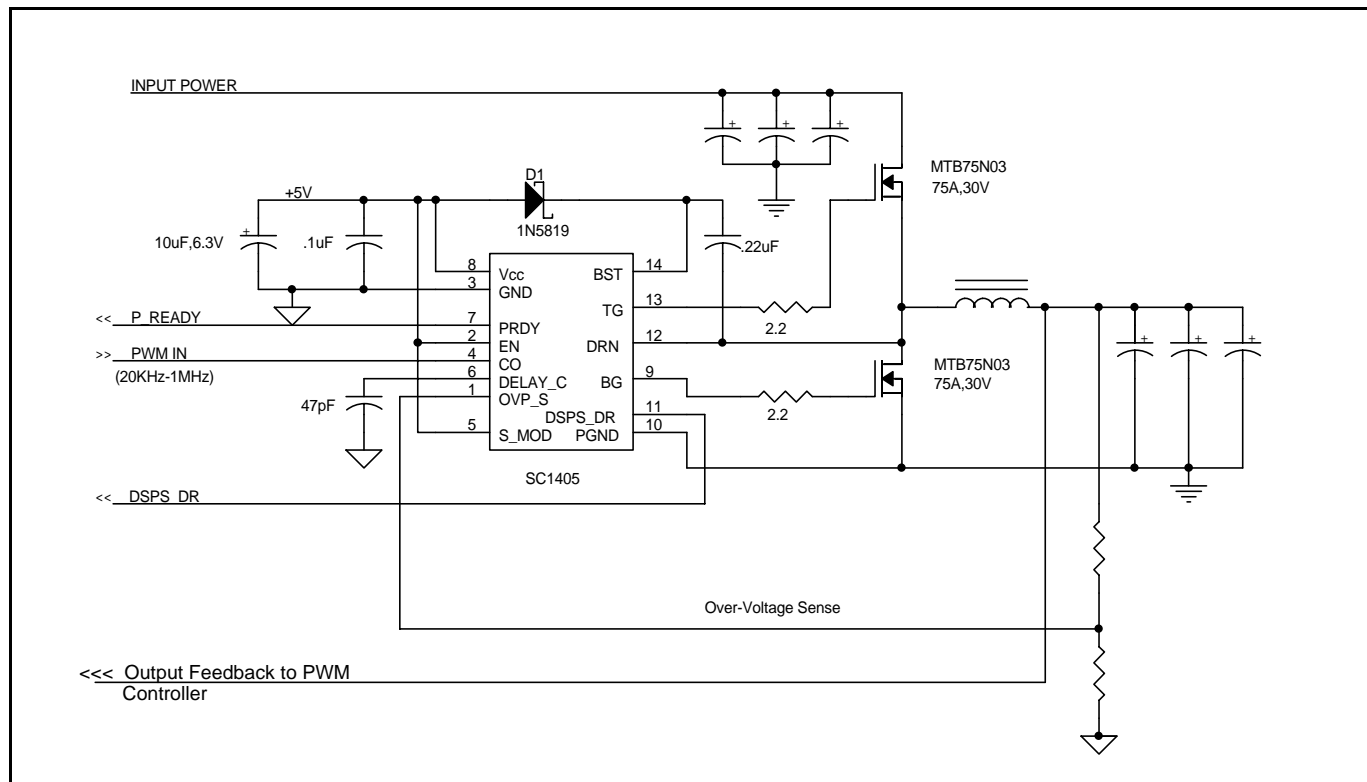 INPUT POWER
+
+
+
MTB75N03
75A,30V
D1
+5V
1N5819
10uF,6.3V
+
.1uF
.22uF
8
Vcc
BST
14
3
GND
TG
13
<< P_READY
7
PRDY
2.2
2
EN
DRN
12
>> PWM IN
(20KHz-1MHz)
4
CO
MTB75N03
75A,30V
+
+
+
6
DELAY_C
BG
9
47pF
1
OVP_S
2.2
DSPS_DR
11
5
S_MOD
PGND
10
SC1405
<< DSPS_DR
Over-Voltage Sense
<<< Output Feedback to PWM
Controller